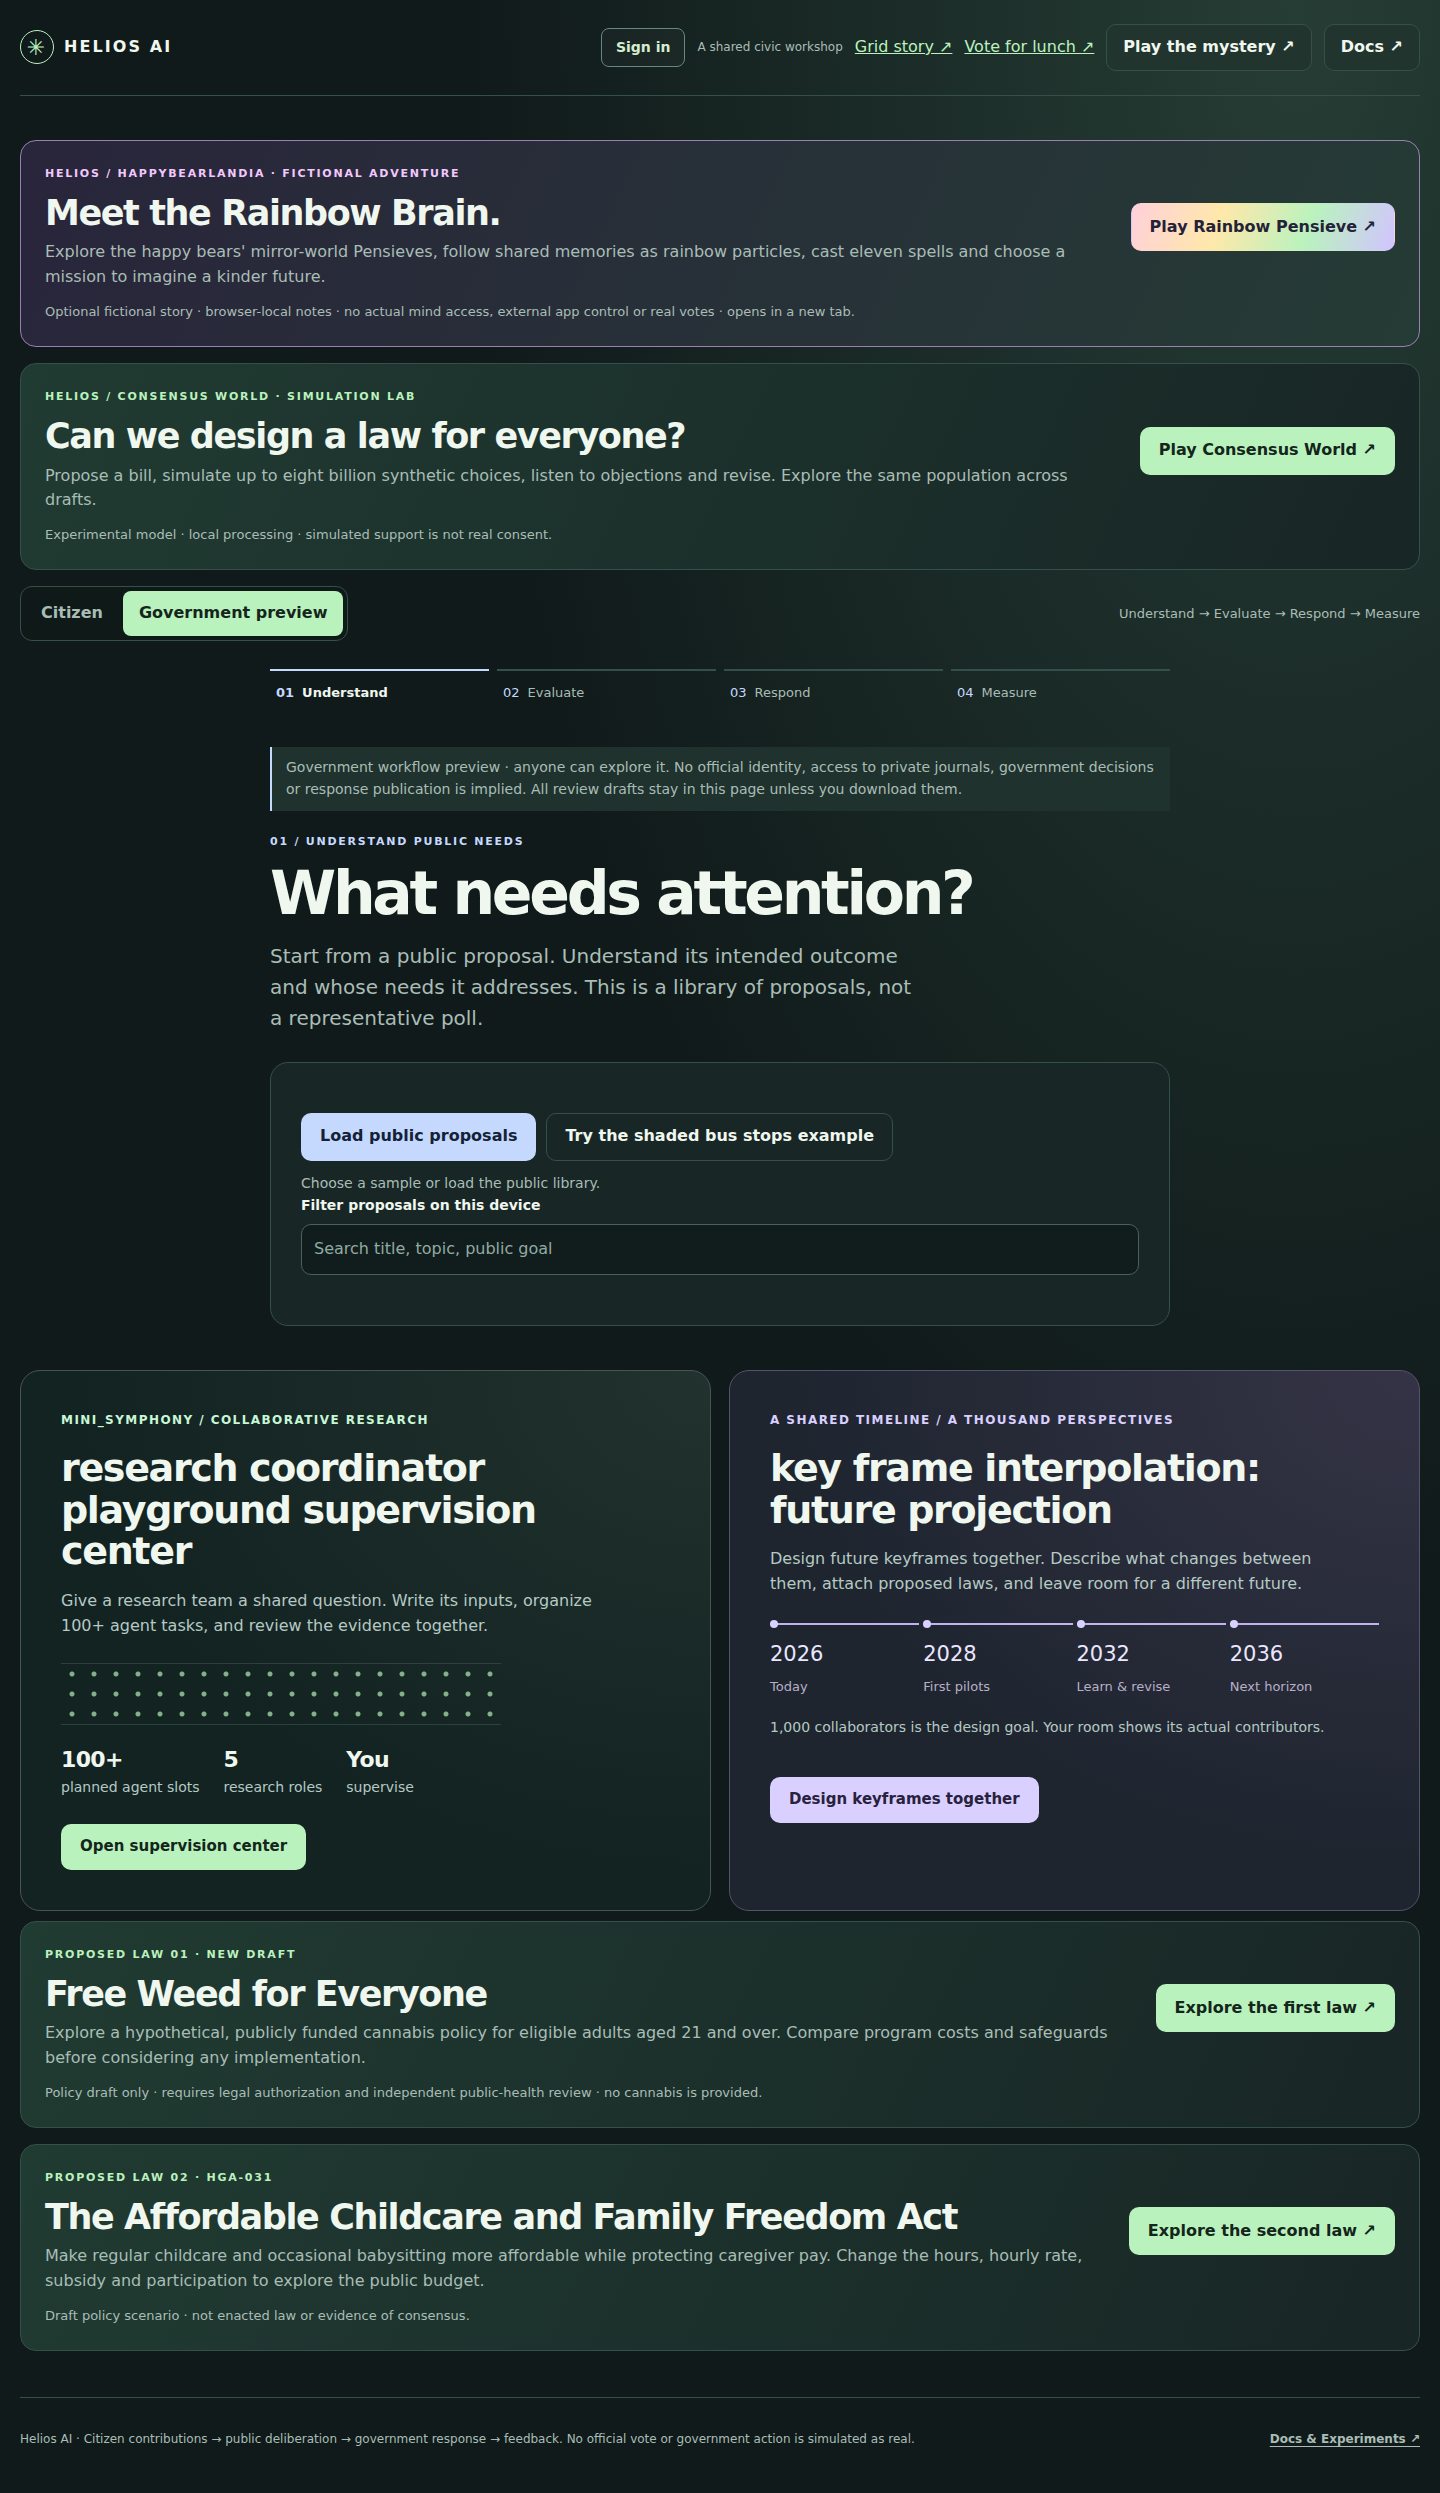 HELIOS AI
Sign in
A shared civic workshop
Grid story ↗
Vote for lunch ↗
Play the mystery ↗
Docs ↗
HELIOS / HAPPYBEARLANDIA · FICTIONAL ADVENTURE
Meet the Rainbow Brain.
Explore the happy bears' mirror-world Pensieves, follow shared memories as rainbow particles, cast eleven spells and choose a
mission to imagine a kinder future.
Optional fictional story · browser-local notes · no actual mind access, external app control or real votes · opens in a new tab.
Play Rainbow Pensieve ↗
HELIOS / CONSENSUS WORLD · SIMULATION LAB
Can we design a law for everyone?
Propose a bill, simulate up to eight billion synthetic choices, listen to objections and revise. Explore the same population across
drafts.
Experimental model · local processing · simulated support is not real consent.
Play Consensus World ↗
Citizen
Government preview
Understand → Evaluate → Respond → Measure
01 Understand
02 Evaluate
03 Respond
04 Measure
Government workflow preview · anyone can explore it. No official identity, access to private journals, government decisions
or response publication is implied. All review drafts stay in this page unless you download them.
01 / UNDERSTAND PUBLIC NEEDS
What needs attention?
Start from a public proposal. Understand its intended outcome
and whose needs it addresses. This is a library of proposals, not
a representative poll.
Load public proposals
Try the shaded bus stops example
Choose a sample or load the public library.
Filter proposals on this device
Search title, topic, public goal
MINI_SYMPHONY / COLLABORATIVE RESEARCH
research coordinator
playground supervision
center
Give a research team a shared question. Write its inputs, organize
100+ agent tasks, and review the evidence together.
100+
planned agent slots
5
research roles
You
supervise
Open supervision center
A SHARED TIMELINE / A THOUSAND PERSPECTIVES
key frame interpolation:
future projection
Design future keyframes together. Describe what changes between
them, attach proposed laws, and leave room for a different future.
2026
Today
2028
First pilots
2032
Learn & revise
2036
Next horizon
1,000 collaborators is the design goal. Your room shows its actual contributors.
Design keyframes together
PROPOSED LAW 01 · NEW DRAFT
Free Weed for Everyone
Explore a hypothetical, publicly funded cannabis policy for eligible adults aged 21 and over. Compare program costs and safeguards
before considering any implementation.
Policy draft only · requires legal authorization and independent public-health review · no cannabis is provided.
Explore the first law ↗
PROPOSED LAW 02 · HGA-031
The Affordable Childcare and Family Freedom Act
Make regular childcare and occasional babysitting more affordable while protecting caregiver pay. Change the hours, hourly rate,
subsidy and participation to explore the public budget.
Draft policy scenario · not enacted law or evidence of consensus.
Explore the second law ↗
Helios AI · Citizen contributions → public deliberation → government response → feedback. No official vote or government action is simulated as real.
Docs & Experiments ↗